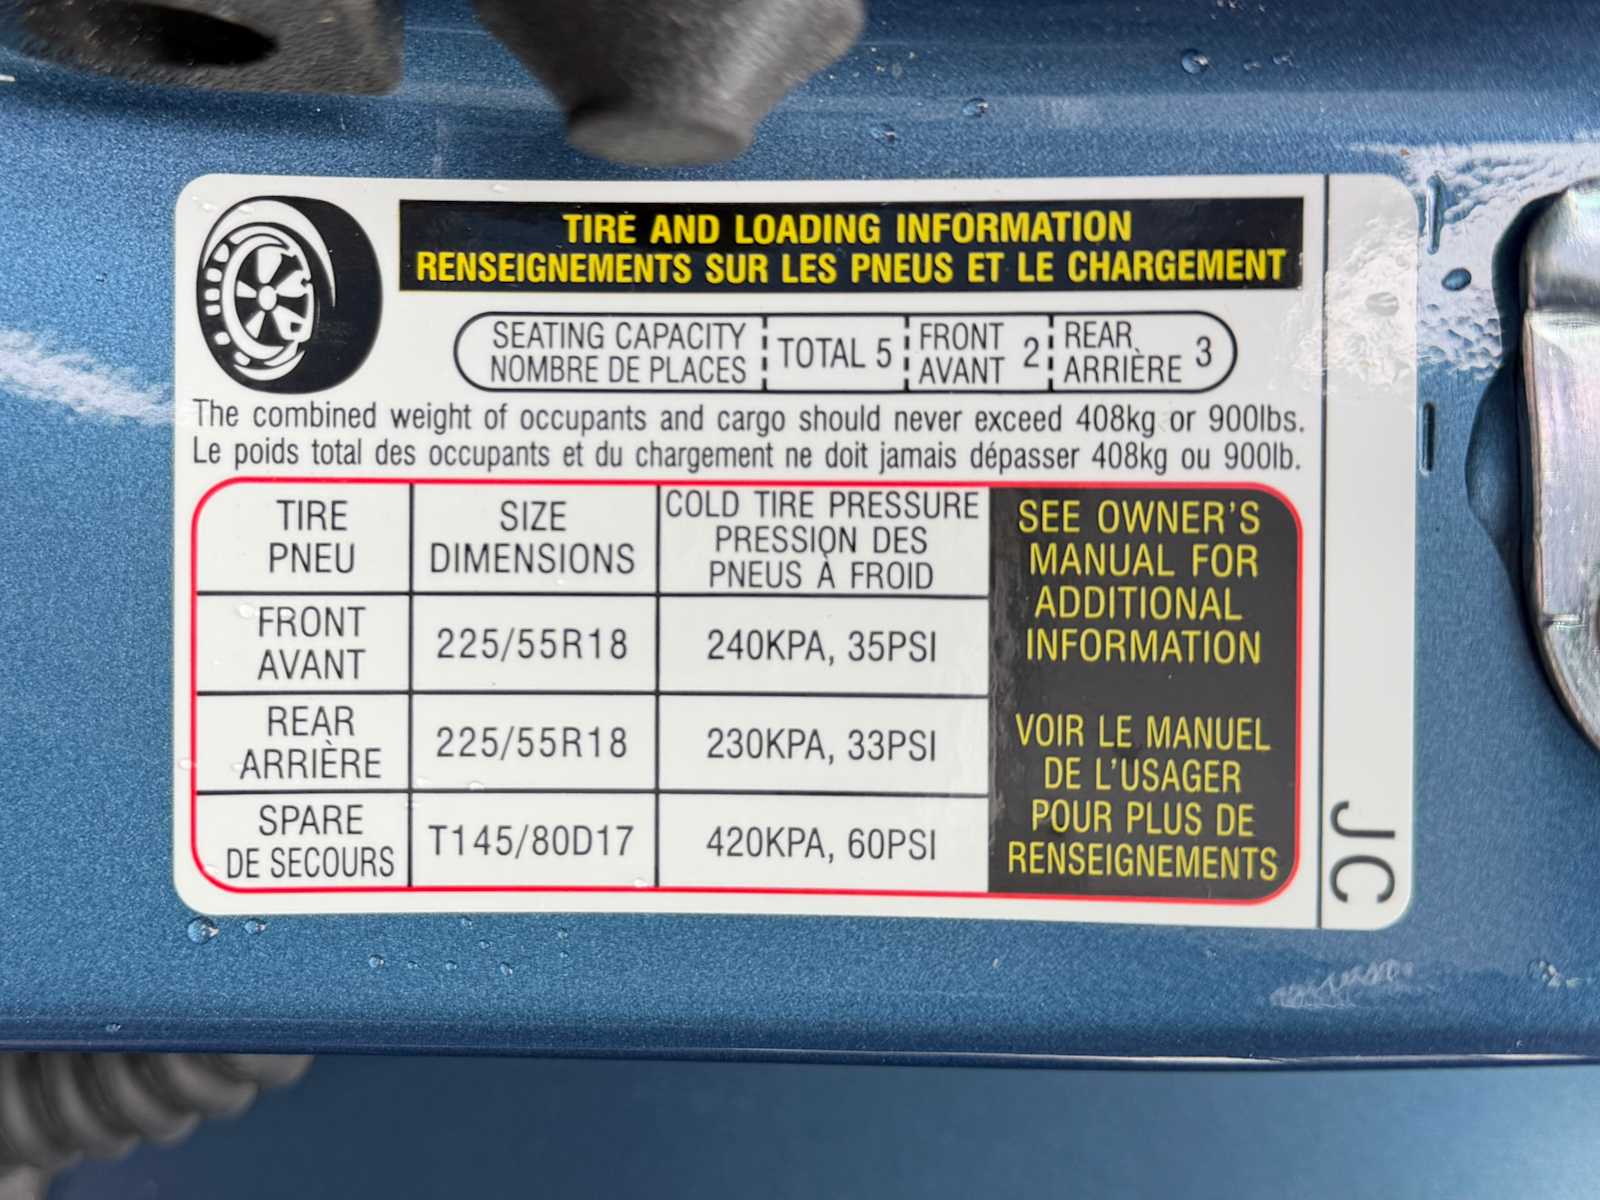 TIRE AND LOADING INFORMATION
RENSEIGNEMENTS SUR LES PNEUS ET LE CHARGEMENT
SEATING CAPACITY
NOMBRE DE PLACES
TOTAL 5
FRONT
AVANT
2
REAR
ARRIÈRE
3
The combined weight of occupants and cargo should never exceed 408kg or 900lbs.
Le poids total des occupants et du chargement ne doit jamais dépasser 408kg ou 900lb.
TIRE
PNEU
SIZE
DIMENSIONS
COLD TIRE PRESSURE
PRESSION DES
PNEUS À FROID
FRONT
AVANT
225/55R18
240KPA, 35PSI
REAR
ARRIÈRE
225/55R18
230KPA, 33PSI
SPARE
DE SECOURS
T145/80D17
420KPA, 60PSI
SEE OWNER'S
MANUAL FOR
ADDITIONAL
INFORMATION
VOIR LE MANUEL
DE L'USAGER
POUR PLUS DE
RENSEIGNEMENTS
JC